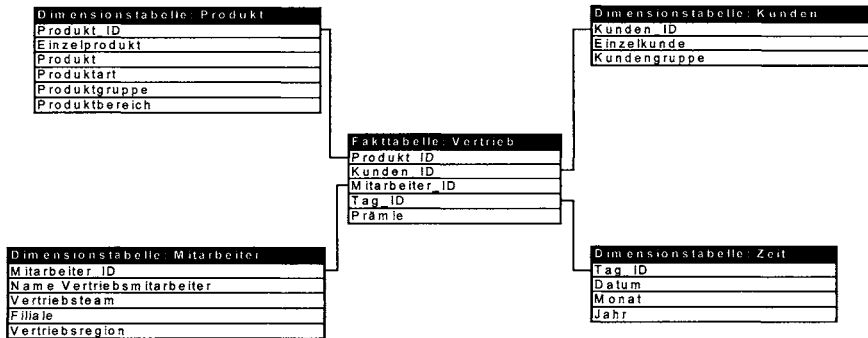 Dimensionstabelle: Produkt
Produkt_ID
Einzelprodukt
Produkt
Produktart
Produktgruppe
Produktbereich
Dimensionstabelle: Kunden
Kunden_ID
Einzelkunde
Kundengruppe
Fakttabelle: Vertrieb
Produkt_ID
Kunden_ID
Mitarbeiter_ID
Tag_ID
Prämie
Dimensionstabelle: Mitarbeiter
Mitarbeiter_ID
Name Vertriebsmitarbeiter
Vertriebsteam
Filiale
Vertriebsregion
Dimensionstabelle: Zeit
Tag_ID
Datum
Monat
Jahr